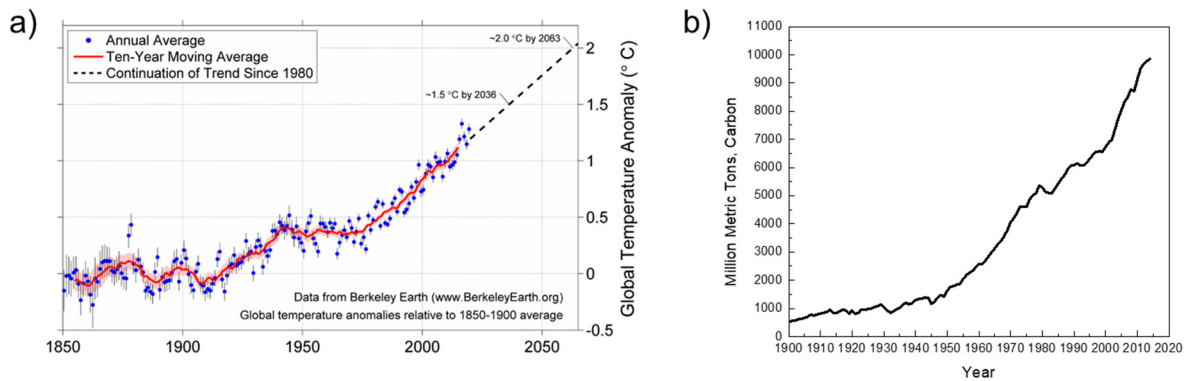 a)
Annual Average
Ten-Year Moving Average
Continuation of Trend Since 1980
~2.0 °C by 2063
~1.5 °C by 2036
2
1.5
1
0.5
0
-0.5
Global Temperature Anomaly (° C)
Data from Berkeley Earth (www.BerkeleyEarth.org)
Global temperature anomalies relative to 1850-1900 average
1850 1900 1950 2000 2050
b)
11000
10000
9000
8000
7000
6000
5000
4000
3000
2000
1000
0
Million Metric Tons, Carbon
1900 1910 1920 1930 1940 1950 1960 1970 1980 1990 2000 2010 2020
Year